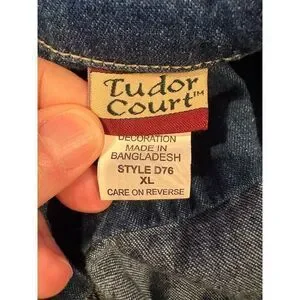 Tudor
Court™
DECORATION
MADE IN
BANGLADESH
STYLE D76
XL
CARE ON REVERSE